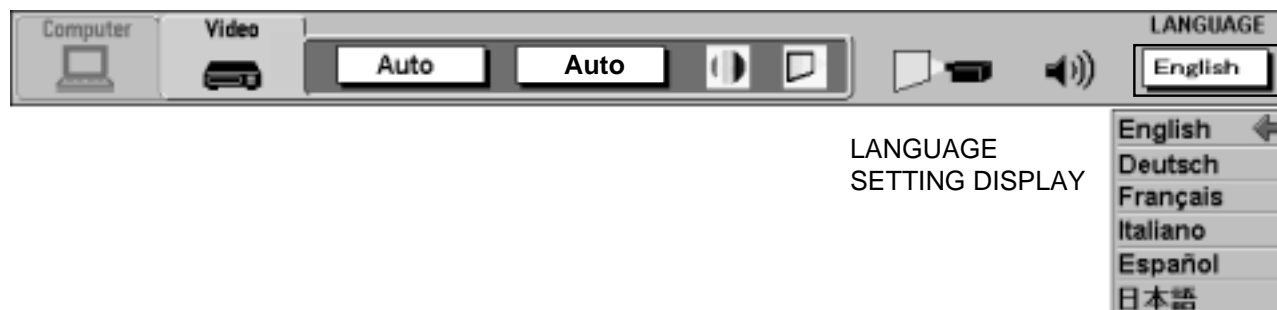 Computer Video LANGUAGE
Auto Auto English
LANGUAGE
SETTING DISPLAY
English
Deutsch
Français
Italiano
Español
日本語